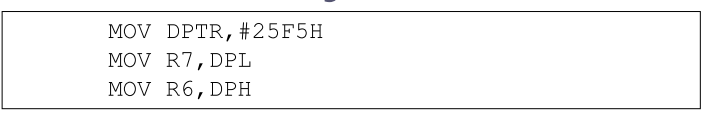 MOV DPTR,#25F5H
MOV R7,DPL
MOV R6,DPH